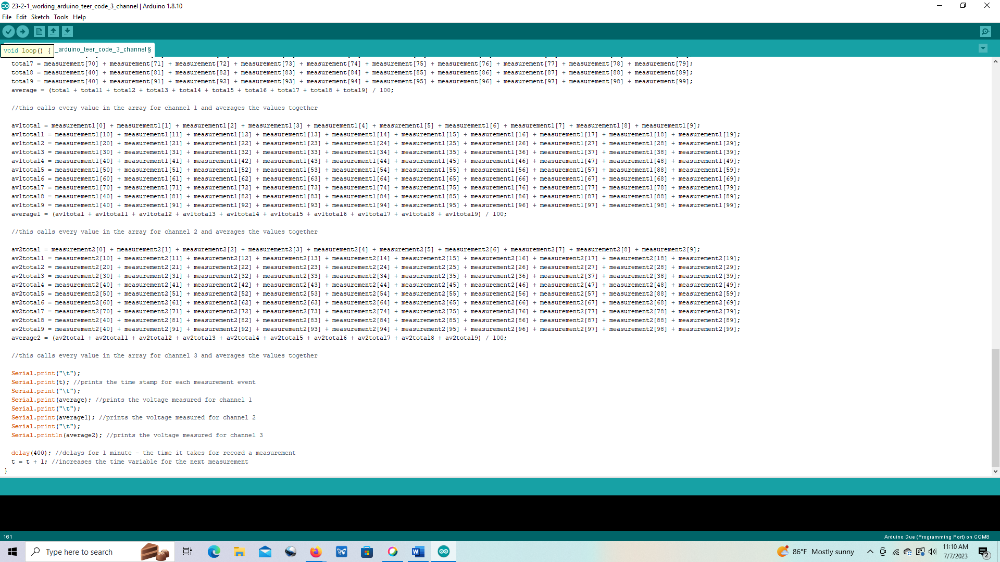 23-2-1_working_arduino_teer_code_3_channel | Arduino 1.8.10
File Edit Sketch Tools Help
void loop() { _arduino_teer_code_3_channel §
total7 = measurement[70] + measurement[71] + measurement[72] + measurement[73] + measurement[74] + measurement[75] + measurement[76] + measurement[77] + measurement[78] + measurement[79];
total8 = measurement[40] + measurement[81] + measurement[82] + measurement[83] + measurement[84] + measurement[85] + measurement[86] + measurement[87] + measurement[88] + measurement[89];
total9 = measurement[40] + measurement[91] + measurement[92] + measurement[93] + measurement[94] + measurement[95] + measurement[96] + measurement[97] + measurement[98] + measurement[99];
average = (total + total1 + total2 + total3 + total4 + total5 + total6 + total7 + total8 + total9) / 100;
//this calls every value in the array for channel 1 and averages the values together
av1total = measurement1[0] + measurement1[1] + measurement1[2] + measurement1[3] + measurement1[4] + measurement1[5] + measurement1[6] + measurement1[7] + measurement1[8] + measurement1[9];
av1total1 = measurement1[10] + measurement1[11] + measurement1[12] + measurement1[13] + measurement1[14] + measurement1[15] + measurement1[16] + measurement1[17] + measurement1[18] + measurement1[19];
av1total2 = measurement1[20] + measurement1[21] + measurement1[22] + measurement1[23] + measurement1[24] + measurement1[25] + measurement1[26] + measurement1[27] + measurement1[28] + measurement1[29];
av1total3 = measurement1[30] + measurement1[31] + measurement1[32] + measurement1[33] + measurement1[34] + measurement1[35] + measurement1[36] + measurement1[37] + measurement1[38] + measurement1[39];
av1total4 = measurement1[40] + measurement1[41] + measurement1[42] + measurement1[43] + measurement1[44] + measurement1[45] + measurement1[46] + measurement1[47] + measurement1[48] + measurement1[49];
av1total5 = measurement1[50] + measurement1[51] + measurement1[52] + measurement1[53] + measurement1[54] + measurement1[55] + measurement1[56] + measurement1[57] + measurement1[88] + measurement1[59];
av1total6 = measurement1[60] + measurement1[61] + measurement1[62] + measurement1[63] + measurement1[64] + measurement1[65] + measurement1[66] + measurement1[67] + measurement1[68] + measurement1[69];
av1total7 = measurement1[70] + measurement1[71] + measurement1[72] + measurement1[73] + measurement1[74] + measurement1[75] + measurement1[76] + measurement1[77] + measurement1[78] + measurement1[79];
av1total8 = measurement1[40] + measurement1[81] + measurement1[82] + measurement1[83] + measurement1[84] + measurement1[85] + measurement1[86] + measurement1[87] + measurement1[88] + measurement1[89];
av1total9 = measurement1[40] + measurement1[91] + measurement1[92] + measurement1[93] + measurement1[94] + measurement1[95] + measurement1[96] + measurement1[97] + measurement1[98] + measurement1[99];
average1 = (av1total + av1total1 + av1total2 + av1total3 + av1total4 + av1total5 + av1total6 + av1total7 + av1total8 + av1total9) / 100;
//this calls every value in the array for channel 2 and averages the values together
av2total = measurement2[0] + measurement2[1] + measurement2[2] + measurement2[3] + measurement2[4] + measurement2[5] + measurement2[6] + measurement2[7] + measurement2[8] + measurement2[9];
av2total1 = measurement2[10] + measurement2[11] + measurement2[12] + measurement2[13] + measurement2[14] + measurement2[15] + measurement2[16] + measurement2[17] + measurement2[18] + measurement2[19];
av2total2 = measurement2[20] + measurement2[21] + measurement2[22] + measurement2[23] + measurement2[24] + measurement2[25] + measurement2[26] + measurement2[27] + measurement2[28] + measurement2[29];
av2total3 = measurement2[30] + measurement2[31] + measurement2[32] + measurement2[33] + measurement2[34] + measurement2[35] + measurement2[36] + measurement2[37] + measurement2[38] + measurement2[39];
av2total4 = measurement2[40] + measurement2[41] + measurement2[42] + measurement2[43] + measurement2[44] + measurement2[45] + measurement2[46] + measurement2[47] + measurement2[48] + measurement2[49];
av2total5 = measurement2[50] + measurement2[51] + measurement2[52] + measurement2[53] + measurement2[54] + measurement2[55] + measurement2[56] + measurement2[57] + measurement2[88] + measurement2[59];
av2total6 = measurement2[60] + measurement2[61] + measurement2[62] + measurement2[63] + measurement2[64] + measurement2[65] + measurement2[66] + measurement2[67] + measurement2[68] + measurement2[69];
av2total7 = measurement2[70] + measurement2[71] + measurement2[72] + measurement2[73] + measurement2[74] + measurement2[75] + measurement2[76] + measurement2[77] + measurement2[78] + measurement2[79];
av2total8 = measurement2[40] + measurement2[81] + measurement2[82] + measurement2[83] + measurement2[84] + measurement2[85] + measurement2[86] + measurement2[87] + measurement2[88] + measurement2[89];
av2total9 = measurement2[40] + measurement2[91] + measurement2[92] + measurement2[93] + measurement2[94] + measurement2[95] + measurement2[96] + measurement2[97] + measurement2[98] + measurement2[99];
average2 = (av2total + av2total1 + av2total2 + av2total3 + av2total4 + av2total5 + av2total6 + av2total7 + av2total8 + av2total9) / 100;
//this calls every value in the array for channel 3 and averages the values together
Serial.print("\t");
Serial.print(t); //prints the time stamp for each measurement event
Serial.print("\t");
Serial.print(average); //prints the voltage measured for channel 1
Serial.print("\t");
Serial.print(average1); //prints the voltage measured for channel 2
Serial.print("\t");
Serial.println(average2); //prints the voltage measured for channel 3
delay(400); //delays for 1 minute - the time it takes for record a measurement
t = t + 1; //increases the time variable for the next measurement
}
161
Arduino Due (Programming Port) on COM8
Type here to search
86°F Mostly sunny
11:10 AM
7/7/2023
2